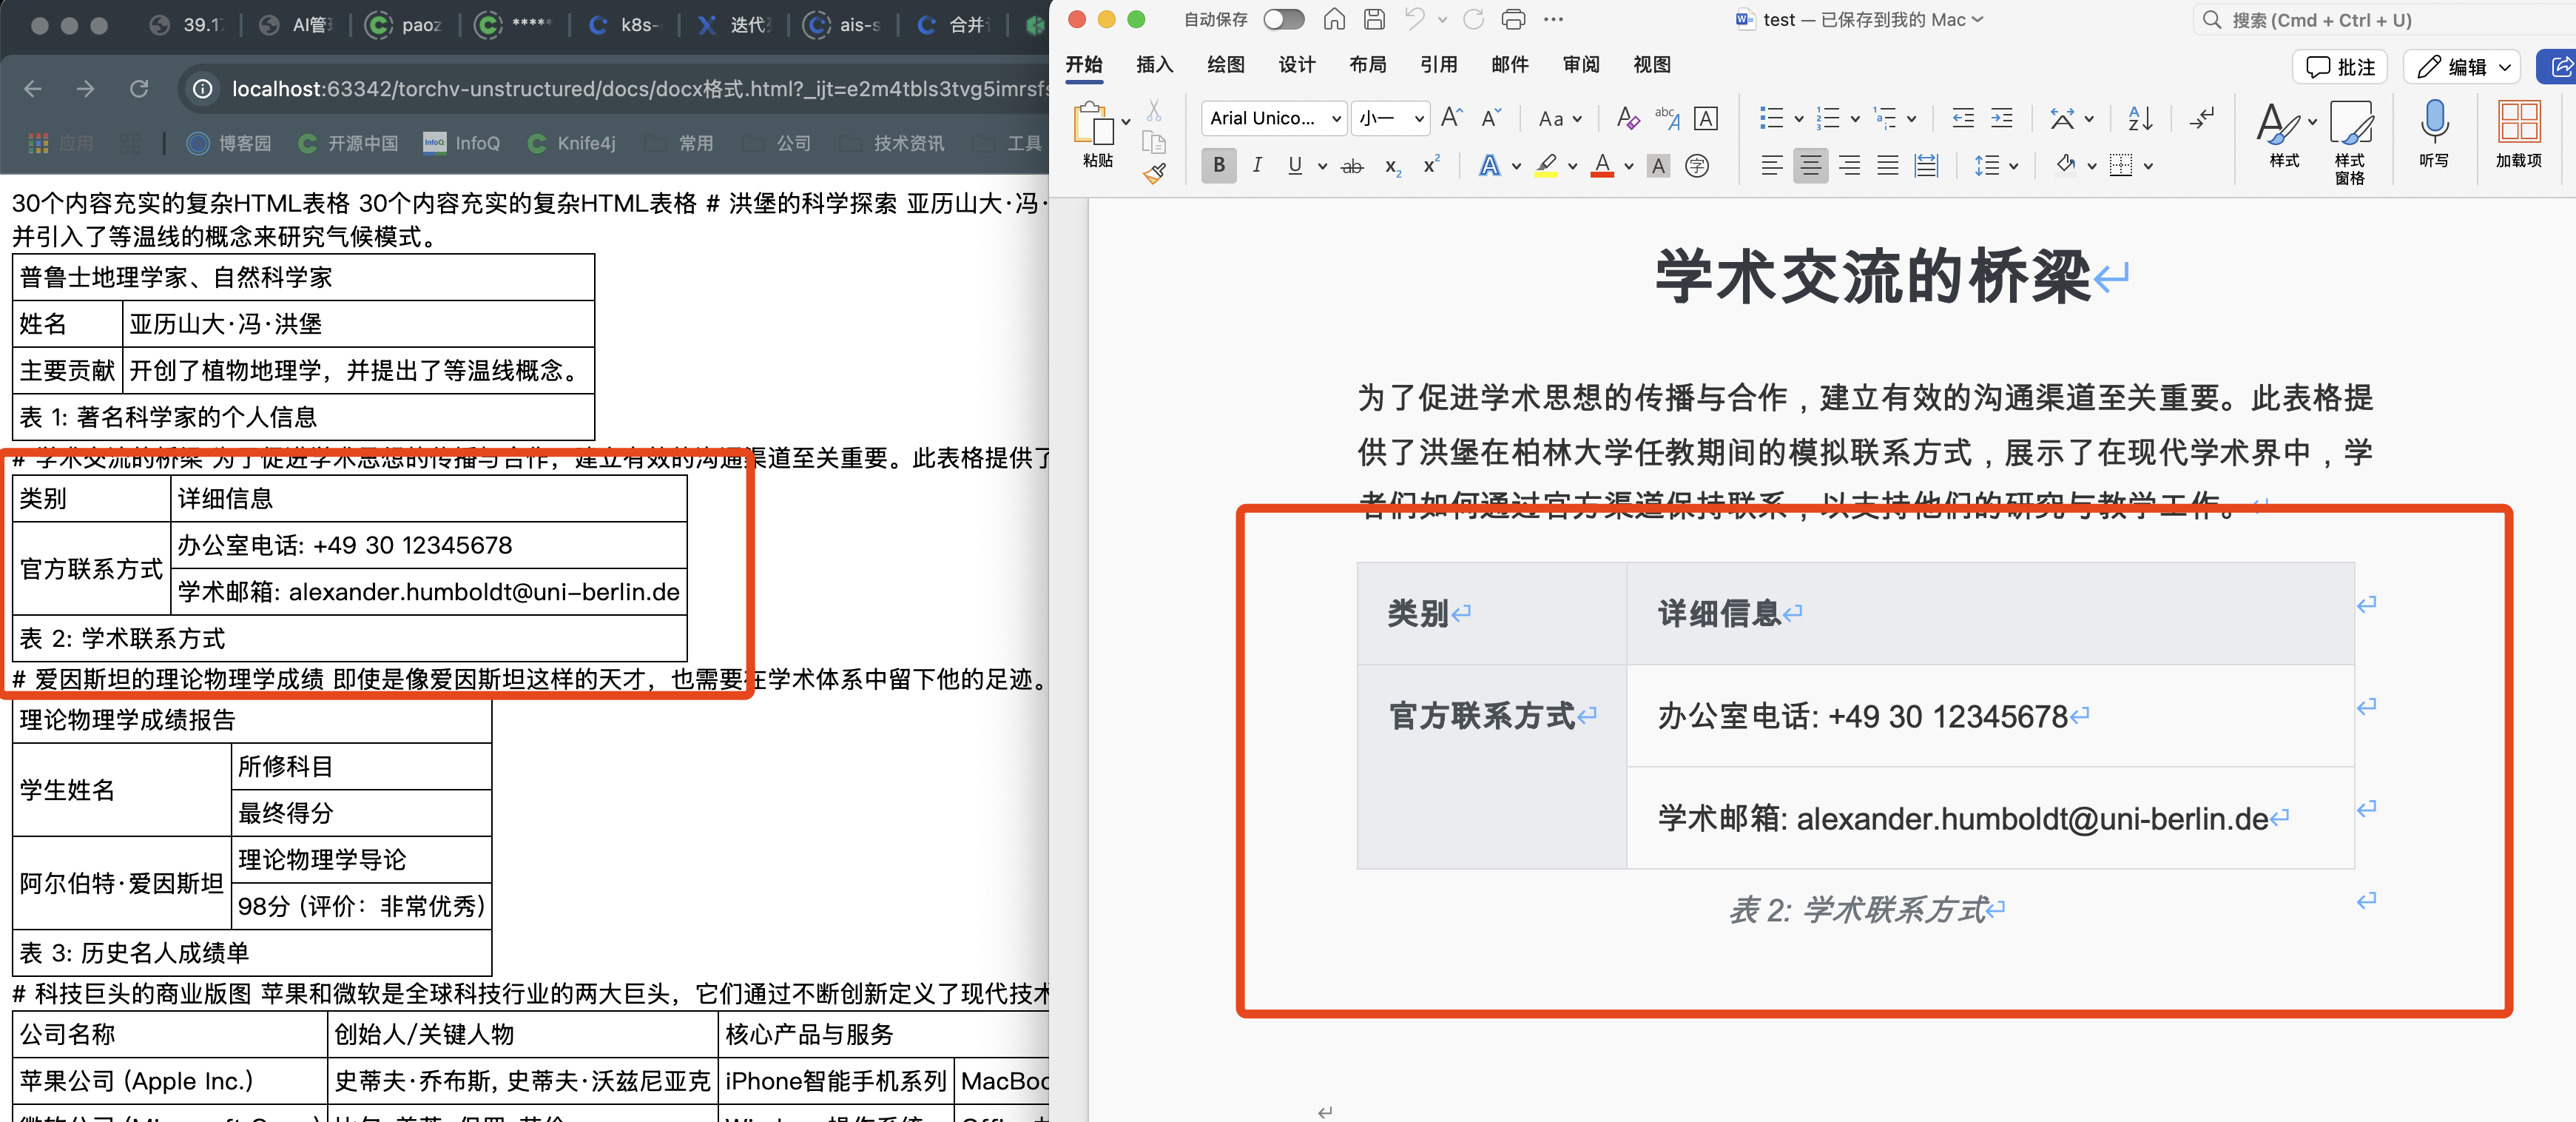 39.1
AI管
paoz
****
k8s-
迭代
ais-s
合并
localhost:63342/torchv-unstructured/docs/docx格式.html?_ijt=e2m4tbls3tvg5imrsfs
应用
博客园
开源中国
InfoQ
InfoQ
Knife4j
常用
公司
技术资讯
工具
30个内容充实的复杂HTML表格 30个内容充实的复杂HTML表格 # 洪堡的科学探索 亚历山大·冯·
并引入了等温线的概念来研究气候模式。
普鲁士地理学家、自然科学家
姓名 亚历山大·冯·洪堡
主要贡献 开创了植物地理学，并提出了等温线概念。
表 1: 著名科学家的个人信息
# 学术交流的桥梁 为了促进学术思想的传播与合作，建立有效的沟通渠道至关重要。此表格提供了
类别 详细信息
官方联系方式
办公室电话: +49 30 12345678
学术邮箱: alexander.humboldt@uni-berlin.de
表 2: 学术联系方式
# 爱因斯坦的理论物理学成绩 即使是像爱因斯坦这样的天才，也需要在学术体系中留下他的足迹。
理论物理学成绩报告
学生姓名
所修科目
最终得分
阿尔伯特·爱因斯坦
理论物理学导论
98分 (评价：非常优秀)
表 3: 历史名人成绩单
# 科技巨头的商业版图 苹果和微软是全球科技行业的两大巨头，它们通过不断创新定义了现代技术
公司名称 创始人/关键人物 核心产品与服务
苹果公司 (Apple Inc.) 史蒂夫·乔布斯, 史蒂夫·沃兹尼亚克 iPhone智能手机系列 MacBoo
自动保存
test — 已保存到我的 Mac
搜索 (Cmd + Ctrl + U)
开始 插入 绘图 设计 布局 引用 邮件 审阅 视图
批注
编辑
粘贴
Arial Unico...
小一
样式
样式
窗格
听写
加载项
学术交流的桥梁
为了促进学术思想的传播与合作，建立有效的沟通渠道至关重要。此表格提
供了洪堡在柏林大学任教期间的模拟联系方式，展示了在现代学术界中，学
者们如何通过官方渠道保持联系，以支持他们的研究与教学工作。
类别 详细信息
官方联系方式 办公室电话: +49 30 12345678
学术邮箱: alexander.humboldt@uni-berlin.de
表 2: 学术联系方式